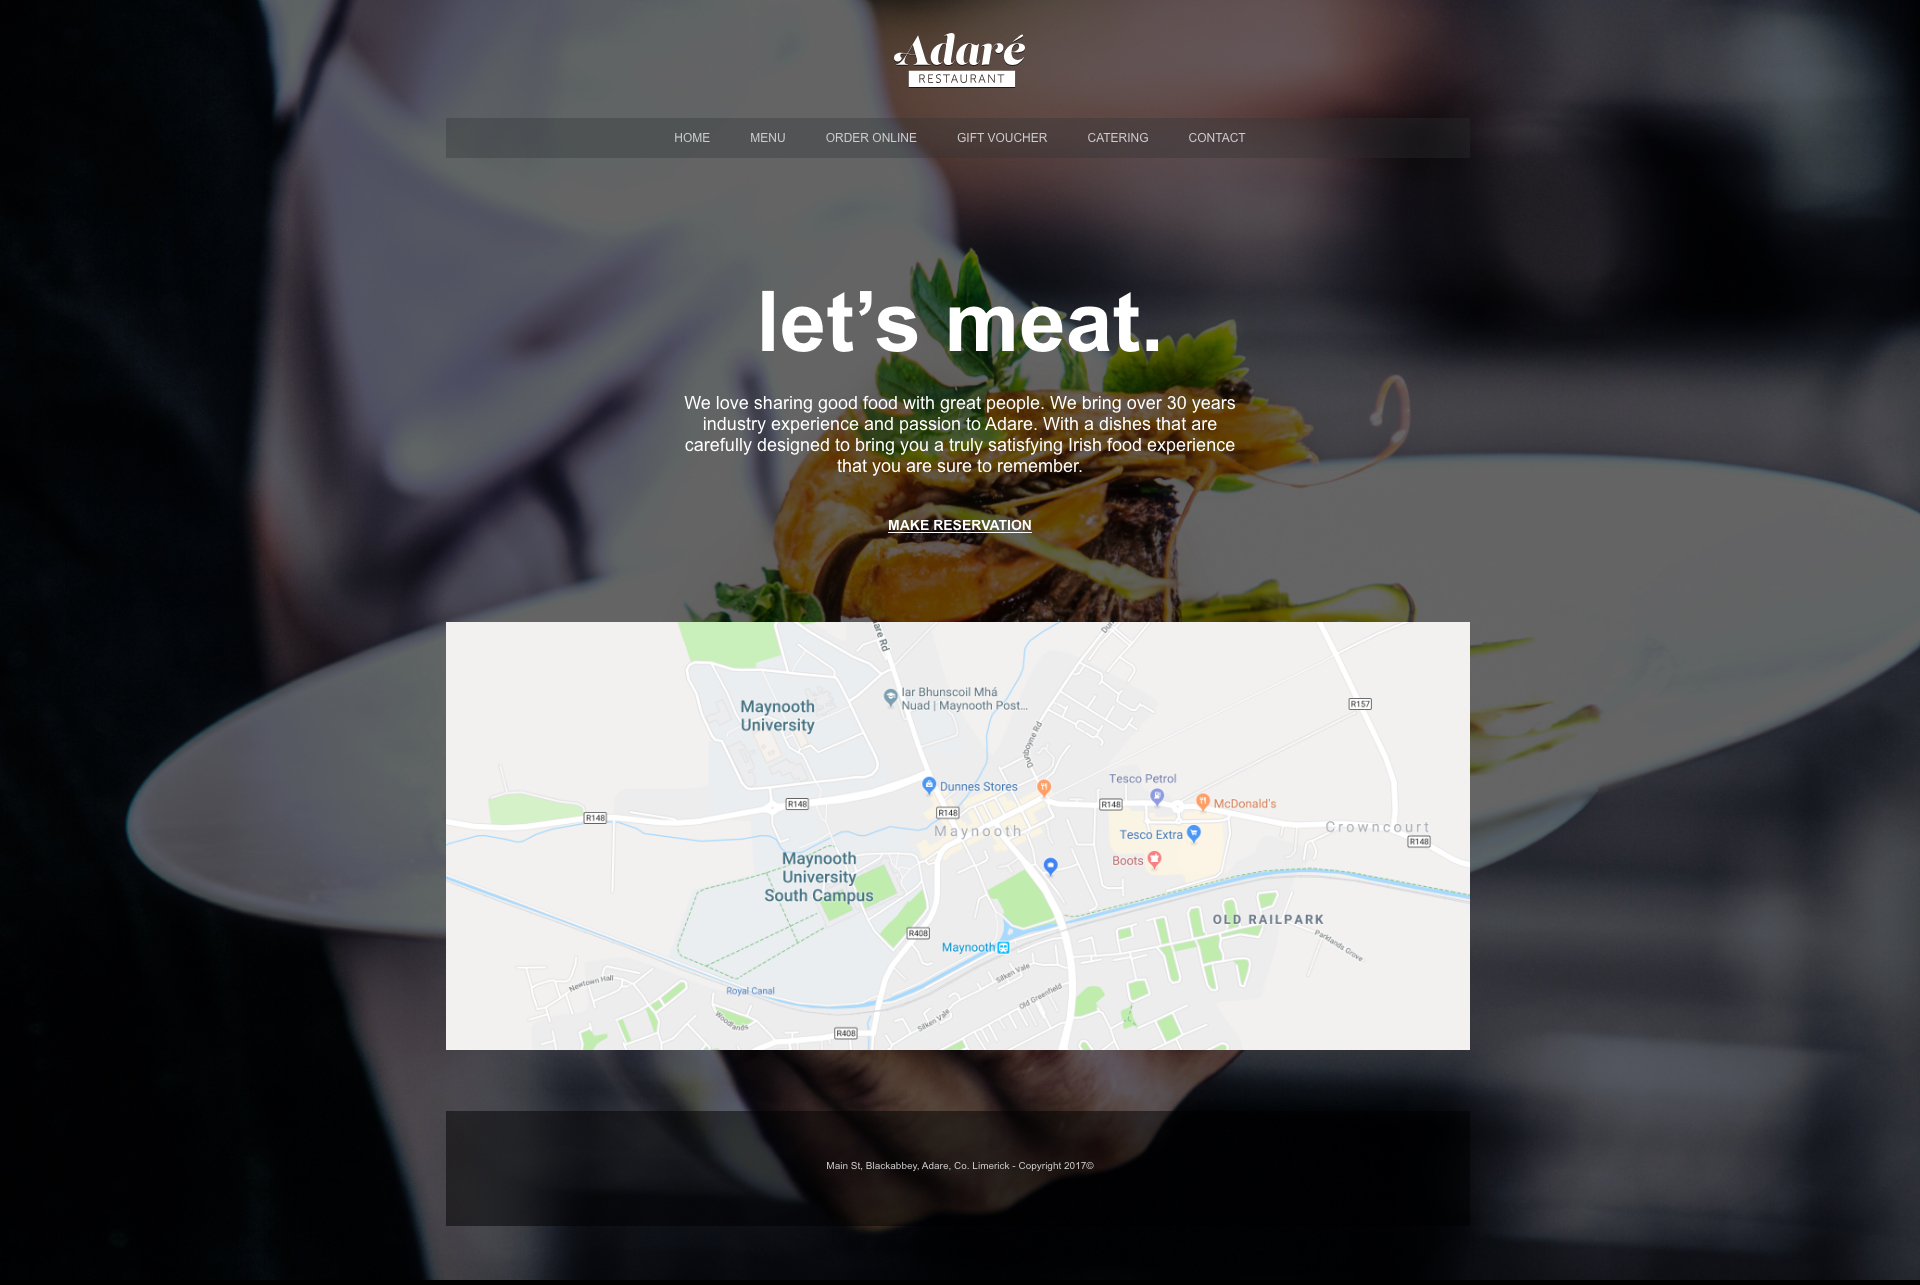 Adaré
RESTAURANT
HOME MENU ORDER ONLINE GIFT VOUCHER CATERING CONTACT
let’s meat.
We love sharing good food with great people. We bring over 30 years
industry experience and passion to Adare. With a dishes that are
carefully designed to bring you a truly satisfying Irish food experience
that you are sure to remember.
MAKE RESERVATION
are Rd
Iar Bhunscoil Mhá
Nuad | Maynooth Post...
Maynooth
University
R157
Dunboyne Rd
Tesco Petrol
Dunnes Stores
R148
R148
McDonald's
R148
R148
Maynooth
Tesco Extra
Crowncourt
R148
Boots
Maynooth
University
South Campus
OLD RAILPARK
R408
Parklands Grove
Maynooth
Silken Vale
Newtown Hall
Royal Canal
Old Greenfield
Woodlands
Silken Vale
R408
Main St, Blackabbey, Adare, Co. Limerick - Copyright 2017©